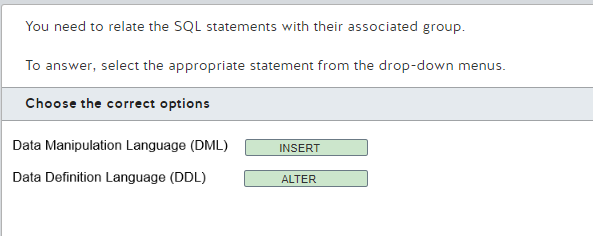 You need to relate the SQL statements with their associated group.
To answer, select the appropriate statement from the drop-down menus.
Choose the correct options
Data Manipulation Language (DML) INSERT
Data Definition Language (DDL) ALTER